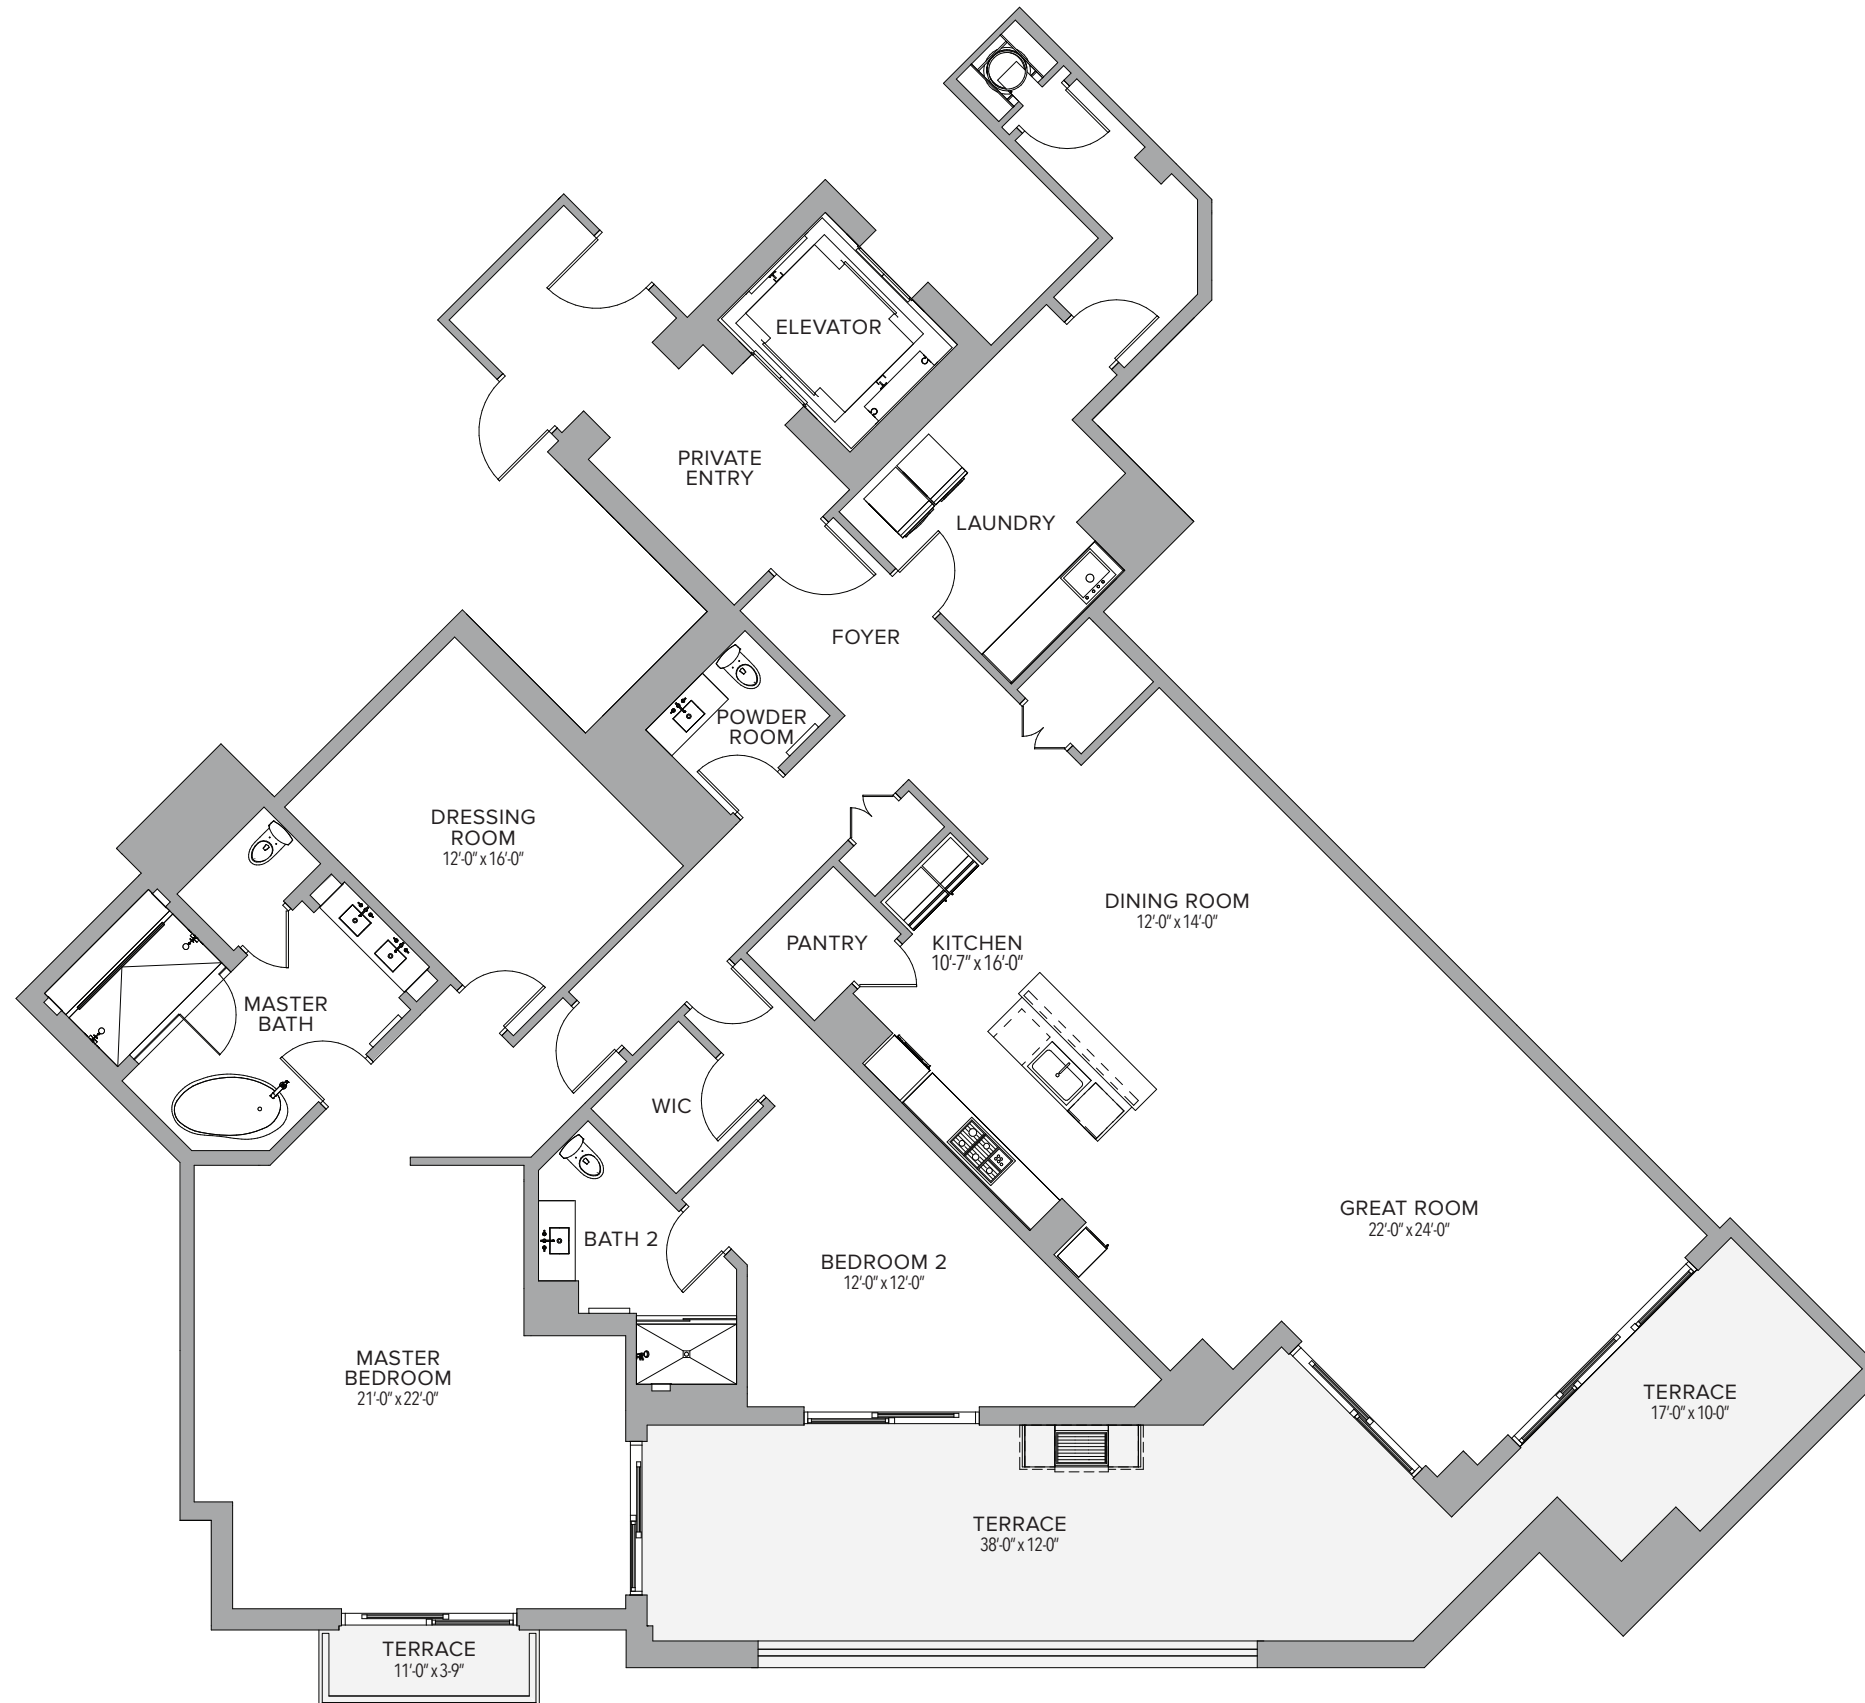 ELEVATOR
PRIVATE
ENTRY
LAUNDRY
FOYER
POWDER
ROOM
DRESSING
ROOM
12'-0" x 16'-0"
DINING ROOM
12'-0" x 14'-0"
PANTRY
KITCHEN
10'-7" x 16'-0"
MASTER
BATH
WIC
GREAT ROOM
22'-0" x 24'-0"
BATH 2
BEDROOM 2
12'-0" x 12'-0"
MASTER
BEDROOM
21'-0" x 22'-0"
TERRACE
17'-0" x 10-0"
TERRACE
38'-0" x 12-0"
TERRACE
11'-0" x 3-9"